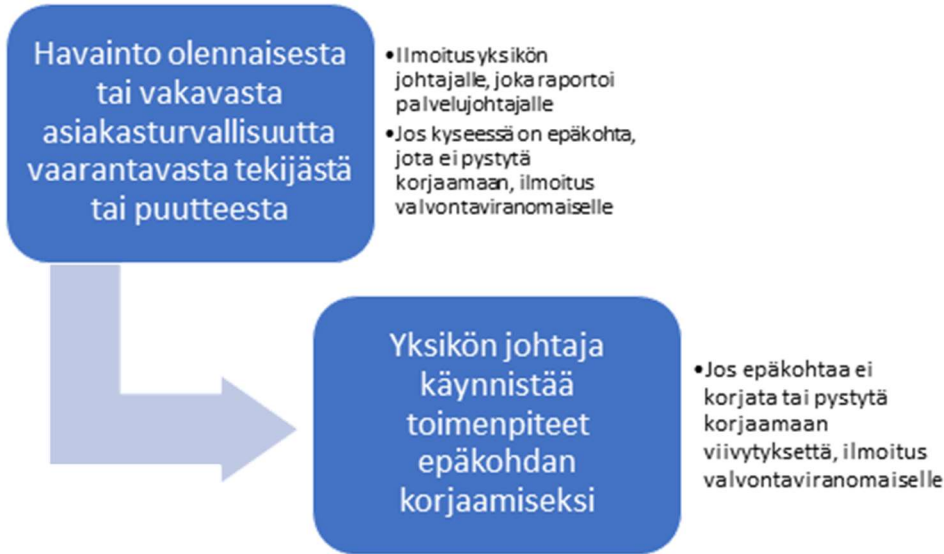 Havainto olennaisesta
tai vakavasta
asiakasturvallisuutta
vaarantavasta tekijästä
tai puutteesta
•Ilmoitus yksikön
johtajalle, joka raportoi
palvelujohtajalle
•Jos kyseessä on epäkohta,
jota ei pystytä
korjaamaan, ilmoitus
valvontaviranomaiselle
Yksikön johtaja
käynnistää
toimenpiteet
epäkohdan
korjaamiseksi
•Jos epäkohtaa ei
korjata tai pystytä
korjaamaan
viivytyksettä, ilmoitus
valvontaviranomaiselle